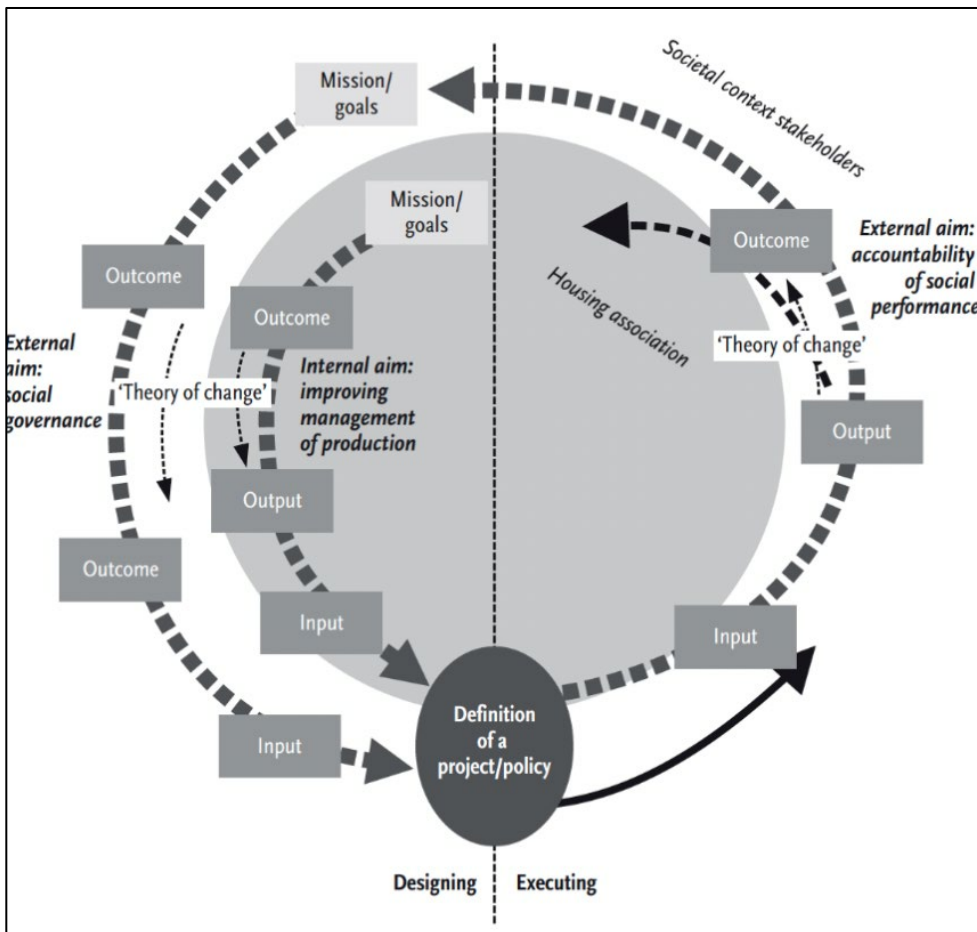 Mission/
goals
Societal context stakeholders
Mission/
goals
Outcome
External aim:
accountability
of social
performance
Outcome
Outcome
Housing association
External
aim:
social
governance
'Theory of change'
Internal aim:
improving
management
of production
'Theory of change'
Output
Output
Outcome
Input
Input
Definition
of a
project/policy
Input
Designing
Executing